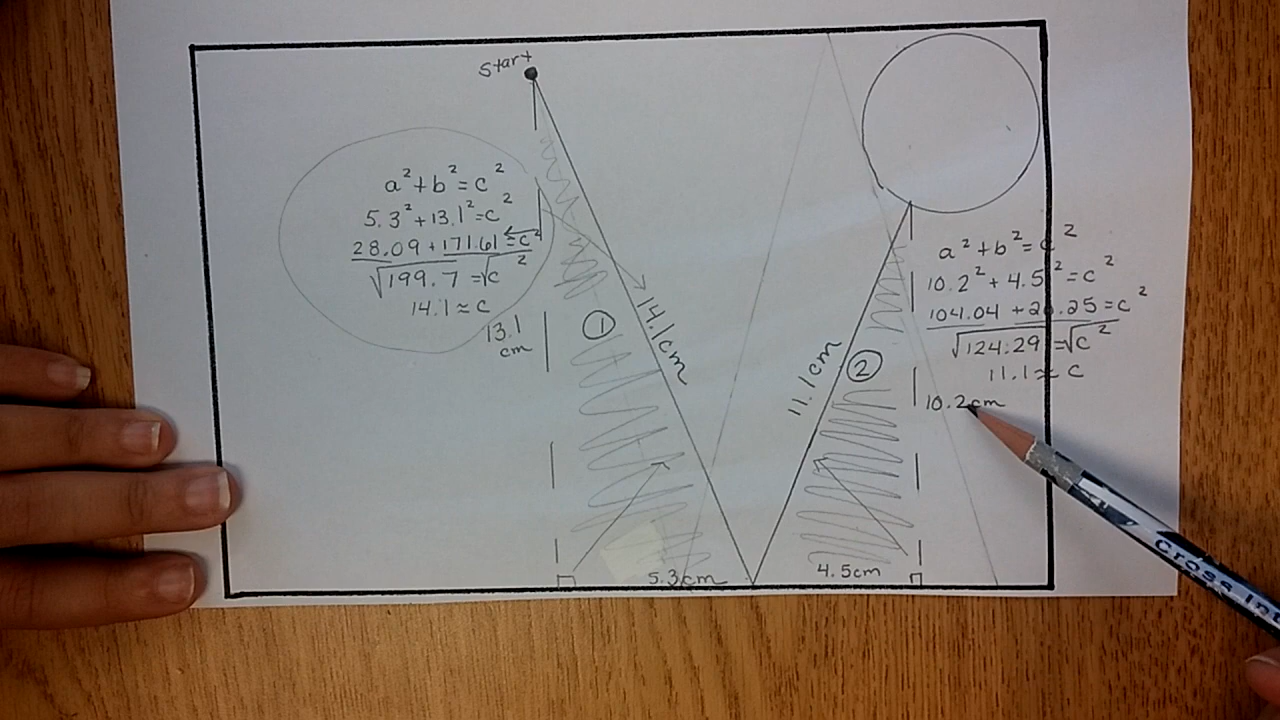 Start
a² + b² = c²
5.3² + 13.1² = c²
28.09 + 171.61 = c²
√199.7 = √c²
14.1 ≈ c
13.1
cm
①
14.1cm
5.3cm
11.1cm
②
4.5cm
a² + b² = c²
10.2² + 4.5² = c²
104.04 + 20.25 = c²
√124.29 = √c²
11.1 ≈ c
10.2cm
Cross Int